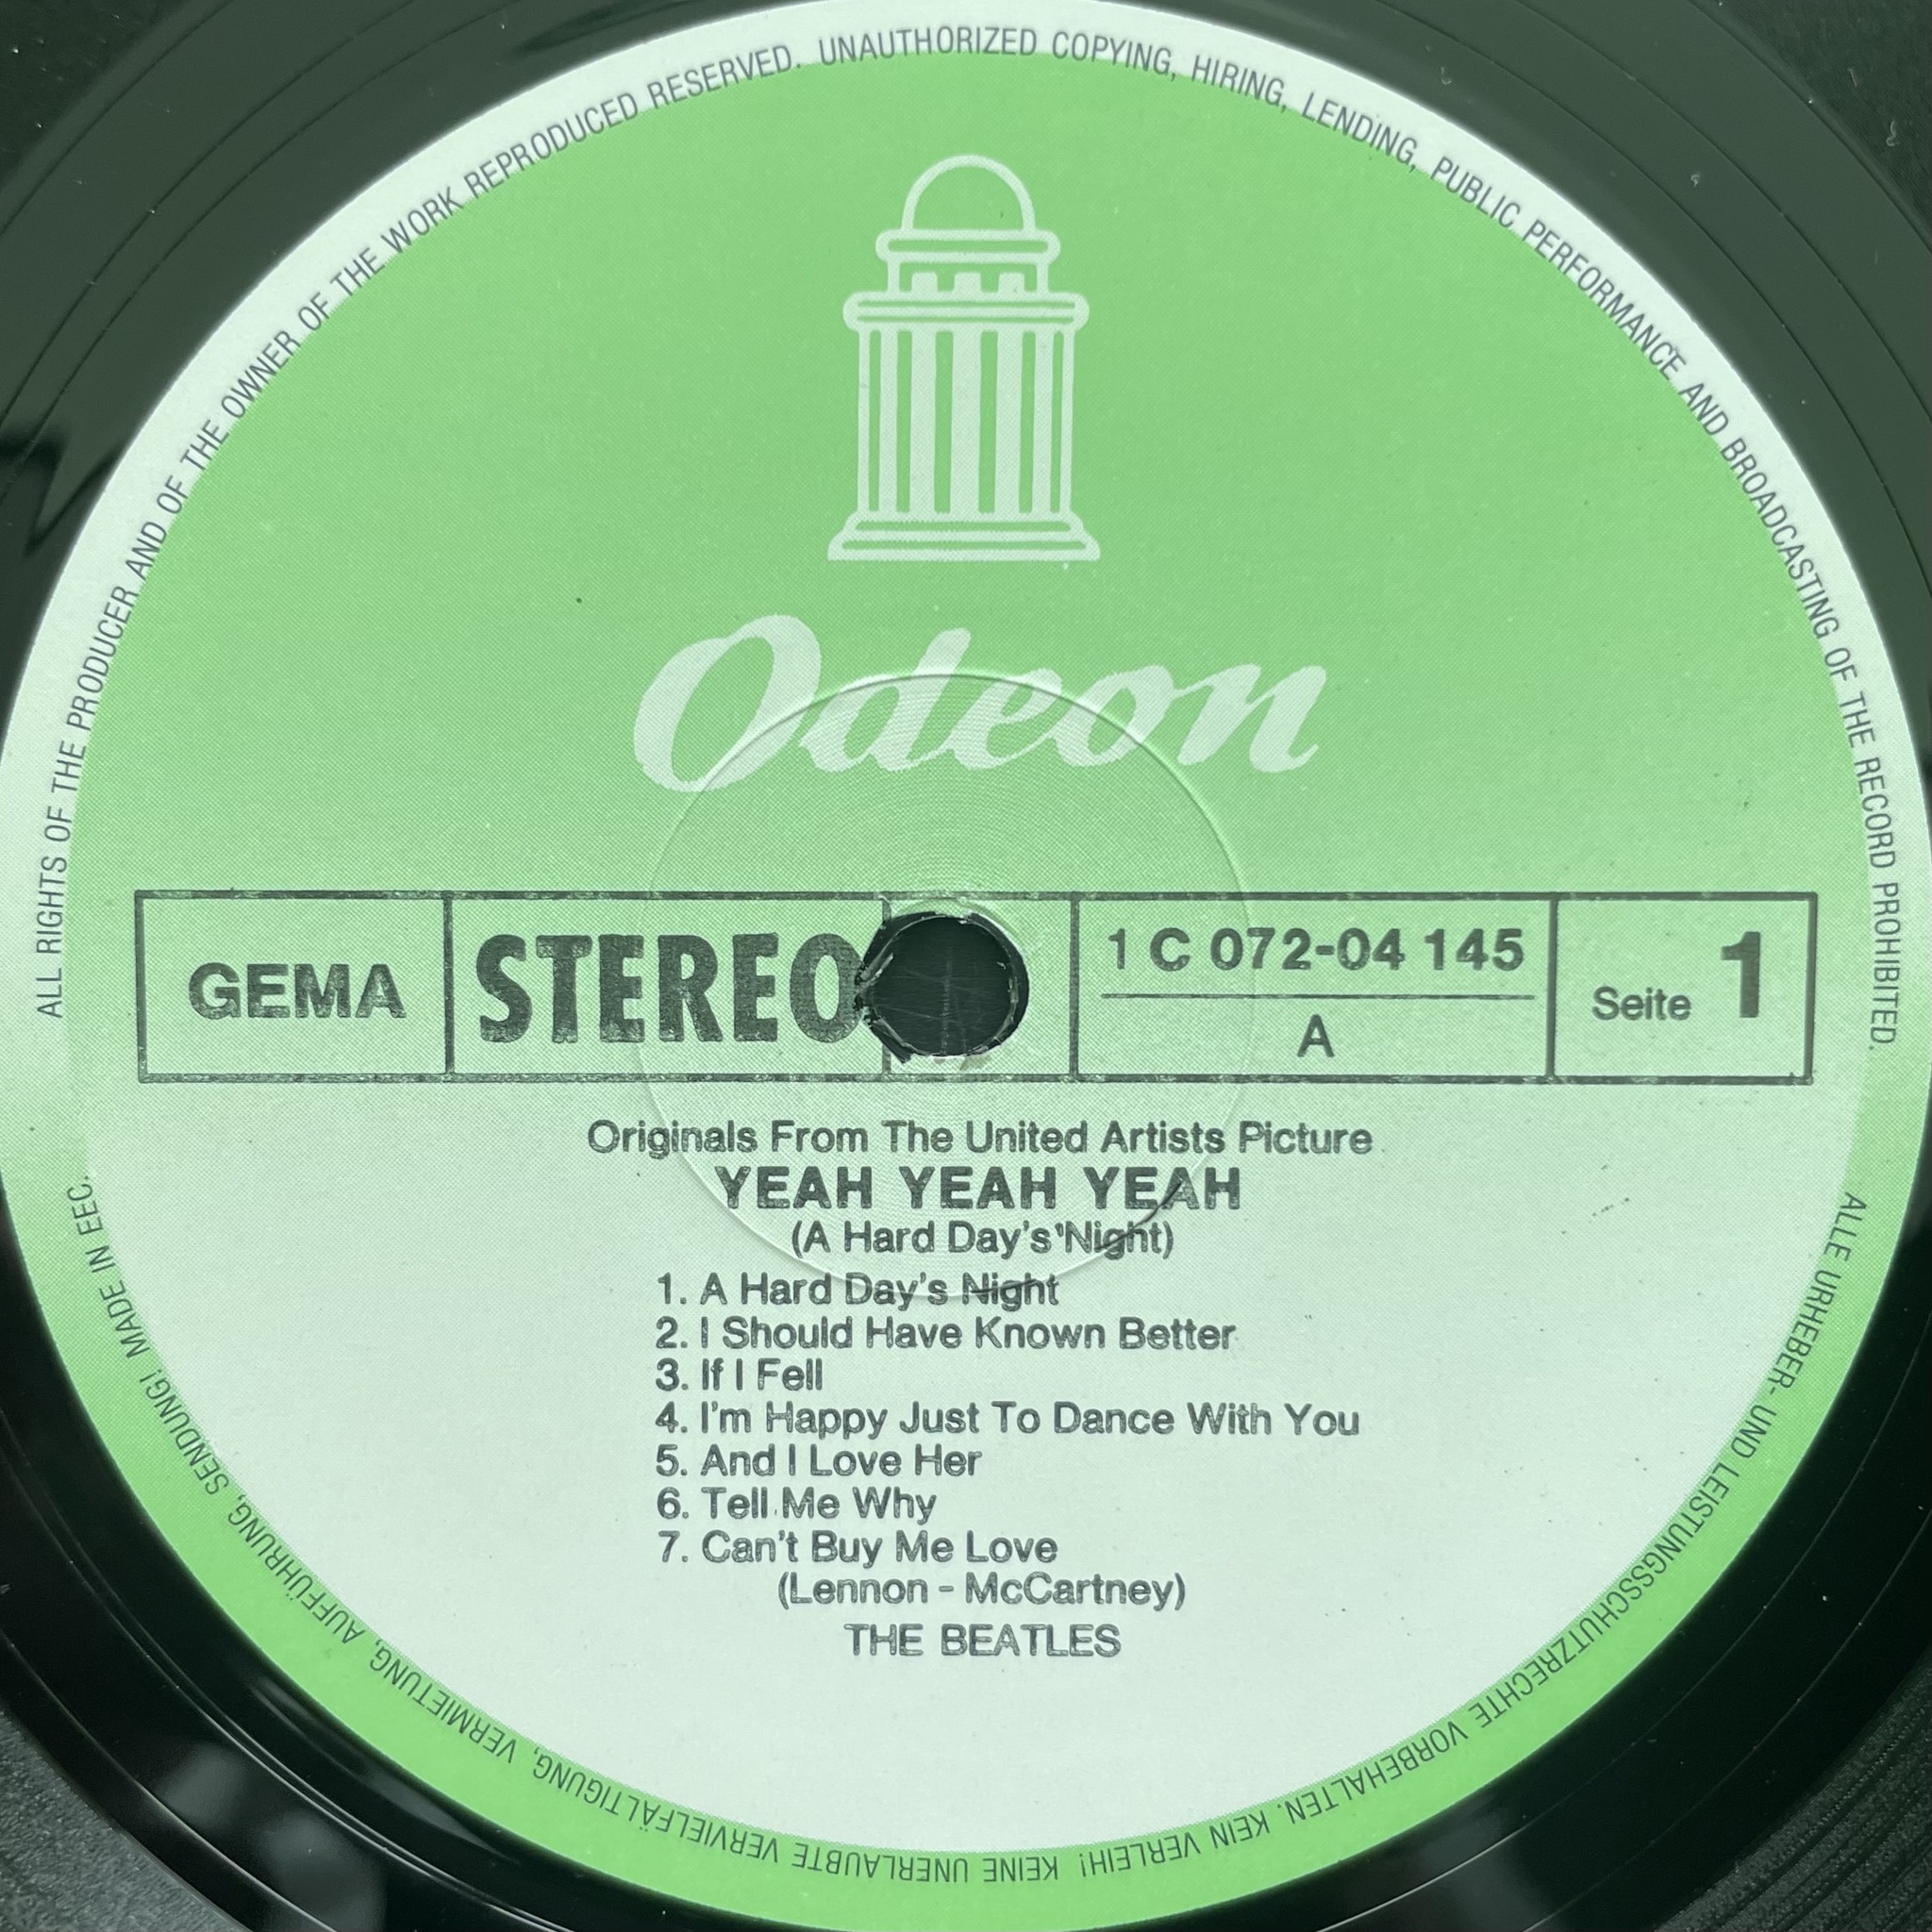 ALL RIGHTS OF THE PRODUCER AND OF THE OWNER OF THE WORK REPRODUCED RESERVED. UNAUTHORIZED COPYING, HIRING, LENDING, PUBLIC PERFORMANCE AND BROADCASTING OF THE RECORD PROHIBITED.
Odeon
GEMA
STEREO
1 C 072-04 145
A
Seite 1
Originals From The United Artists Picture
YEAH YEAH YEAH
(A Hard Day's Night)
1. A Hard Day's Night
2. I Should Have Known Better
3. If I Fell
4. I'm Happy Just To Dance With You
5. And I Love Her
6. Tell Me Why
7. Can't Buy Me Love
(Lennon - McCartney)
THE BEATLES
ALLE URHEBER- UND LEISTUNGSSCHUTZRECHTE VORBEHALTEN. KEIN VERLEIH! KEINE UNERLAUBTE VERVIELFÄLTIGUNG, VERMIETUNG, AUFFÜHRUNG, SENDUNG! MADE IN EEC.